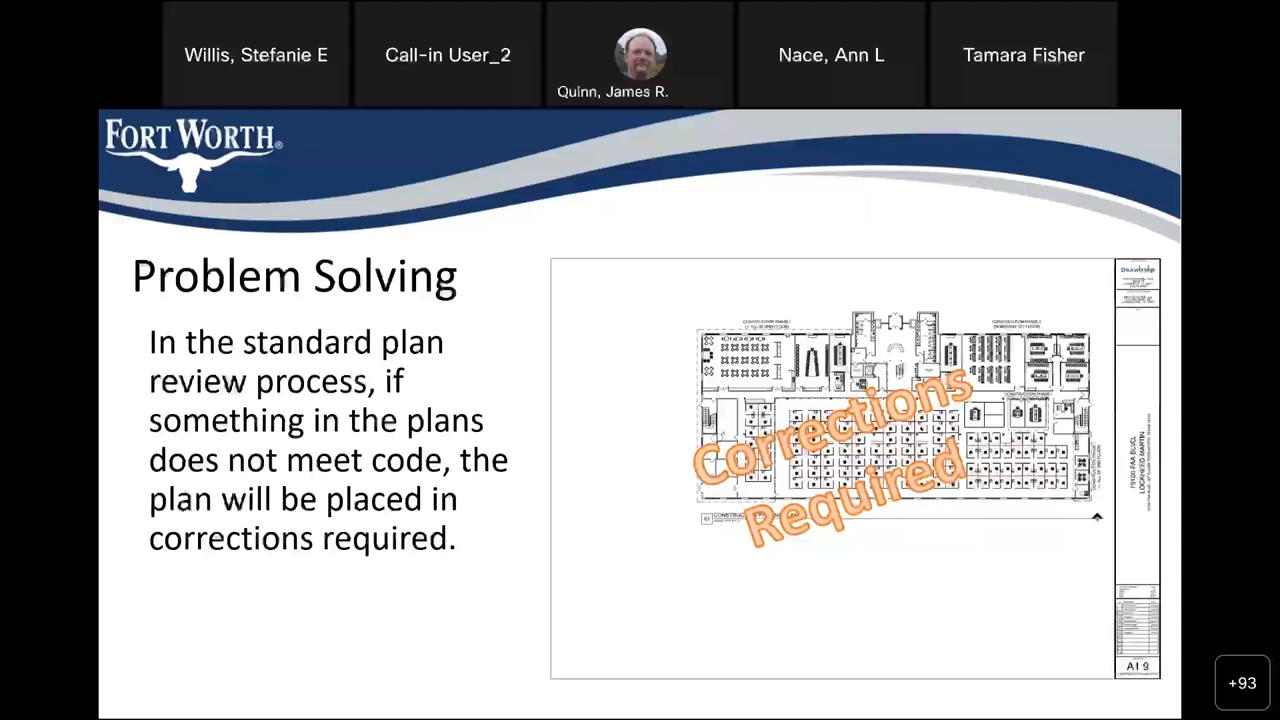 Willis, Stefanie E
Call-in User_2
Quinn, James R.
Nace, Ann L
Tamara Fisher
FORT WORTH®
Problem Solving
In the standard plan
review process, if
something in the plans
does not meet code, the
plan will be placed in
corrections required.
Corrections
Required
LOCKHEED MARTIN
+93